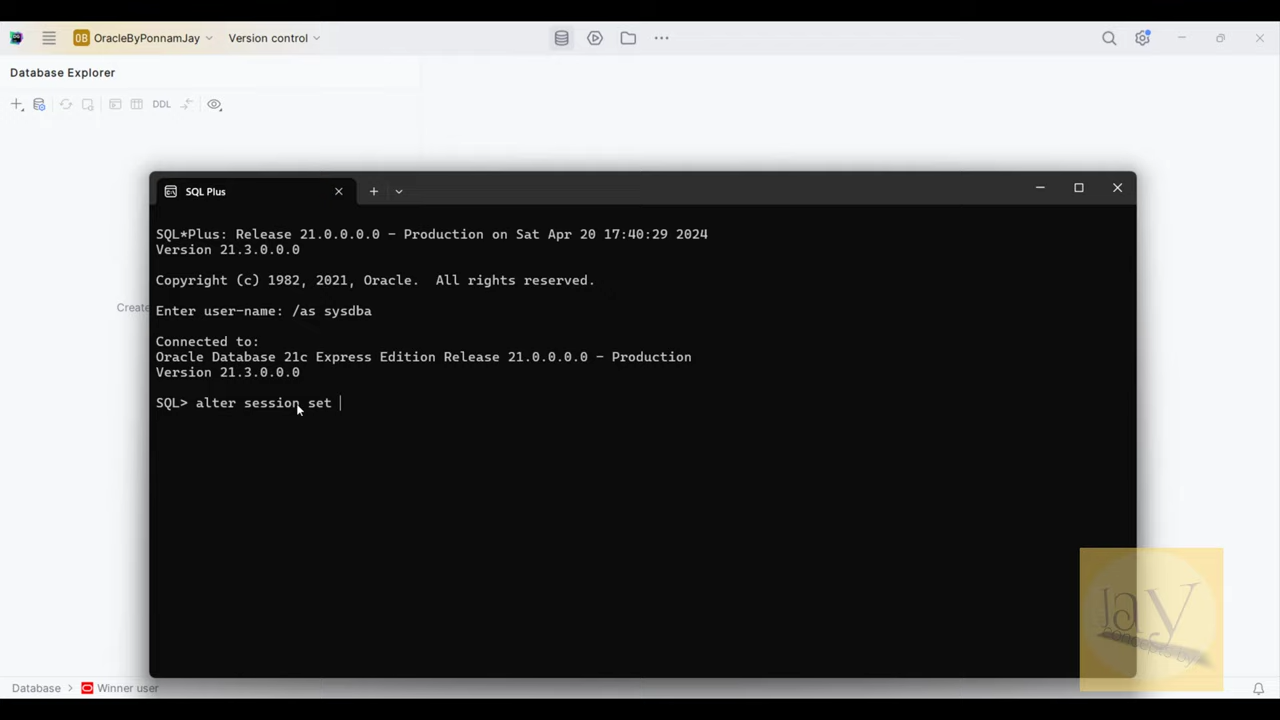 OB OracleByPonnamJay Version control
Database Explorer
DDL
Create
SQL Plus
SQL*Plus: Release 21.0.0.0.0 - Production on Sat Apr 20 17:40:29 2024
Version 21.3.0.0.0
Copyright (c) 1982, 2021, Oracle.  All rights reserved.
Enter user-name: /as sysdba
Connected to:
Oracle Database 21c Express Edition Release 21.0.0.0.0 - Production
Version 21.3.0.0.0
SQL> alter session set
Jay
Concepts by
Database > Winner user